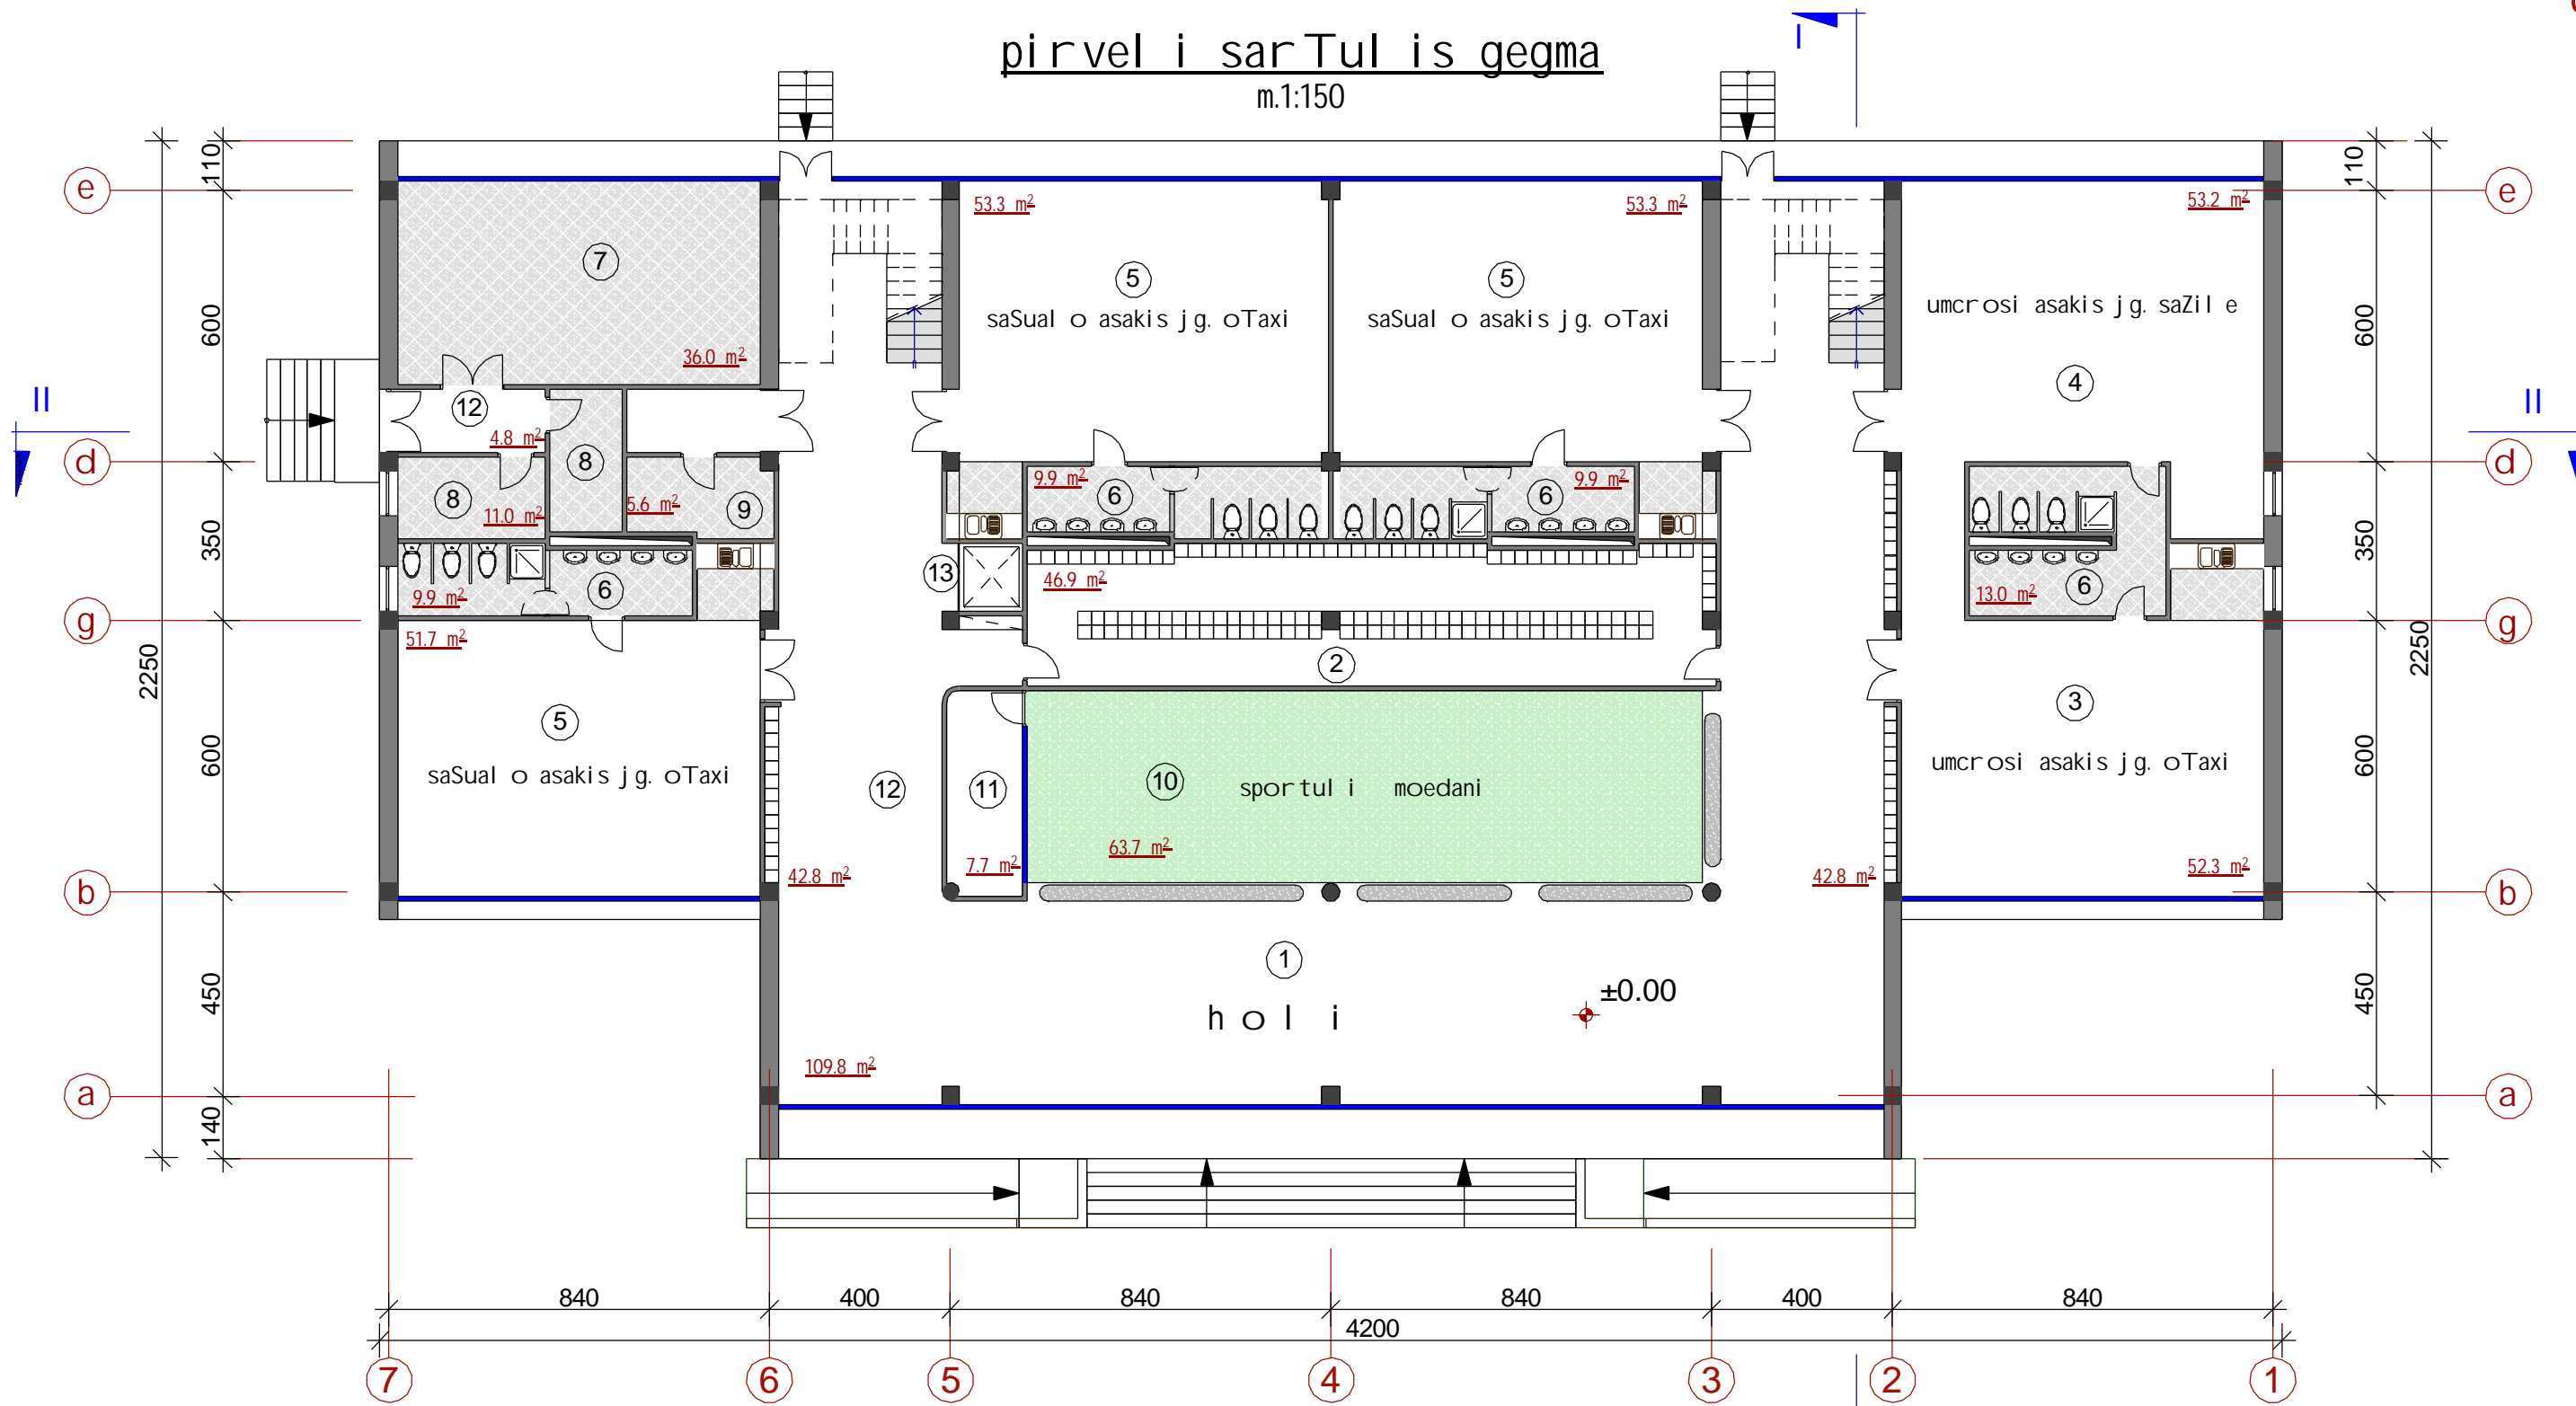 pirveli sarTulis gegma
m.1:150
I
110
110
e
e
53.3 m²
53.3 m²
53.2 m²
7
5
5
umcrosi asakis jg. saZile
saSualo asakis jg. oTaxi
saSualo asakis jg. oTaxi
600
600
36.0 m²
4
II
12
II
4.8 m²
d
8
d
8
11.0 m²
5.6 m²
9
9.9 m²
6
6
9.9 m²
350
350
13
46.9 m²
9.9 m²
6
13.0 m²
6
g
g
51.7 m²
2250
2
2250
5
3
saSualo asakis jg. oTaxi
600
12
11
10
sportuli moedani
umcrosi asakis jg. oTaxi
600
63.7 m²
42.8 m²
7.7 m²
42.8 m²
52.3 m²
b
b
450
1
±0.00
450
holi
109.8 m²
a
a
140
840
400
840
840
400
840
4200
7
6
5
4
3
2
1